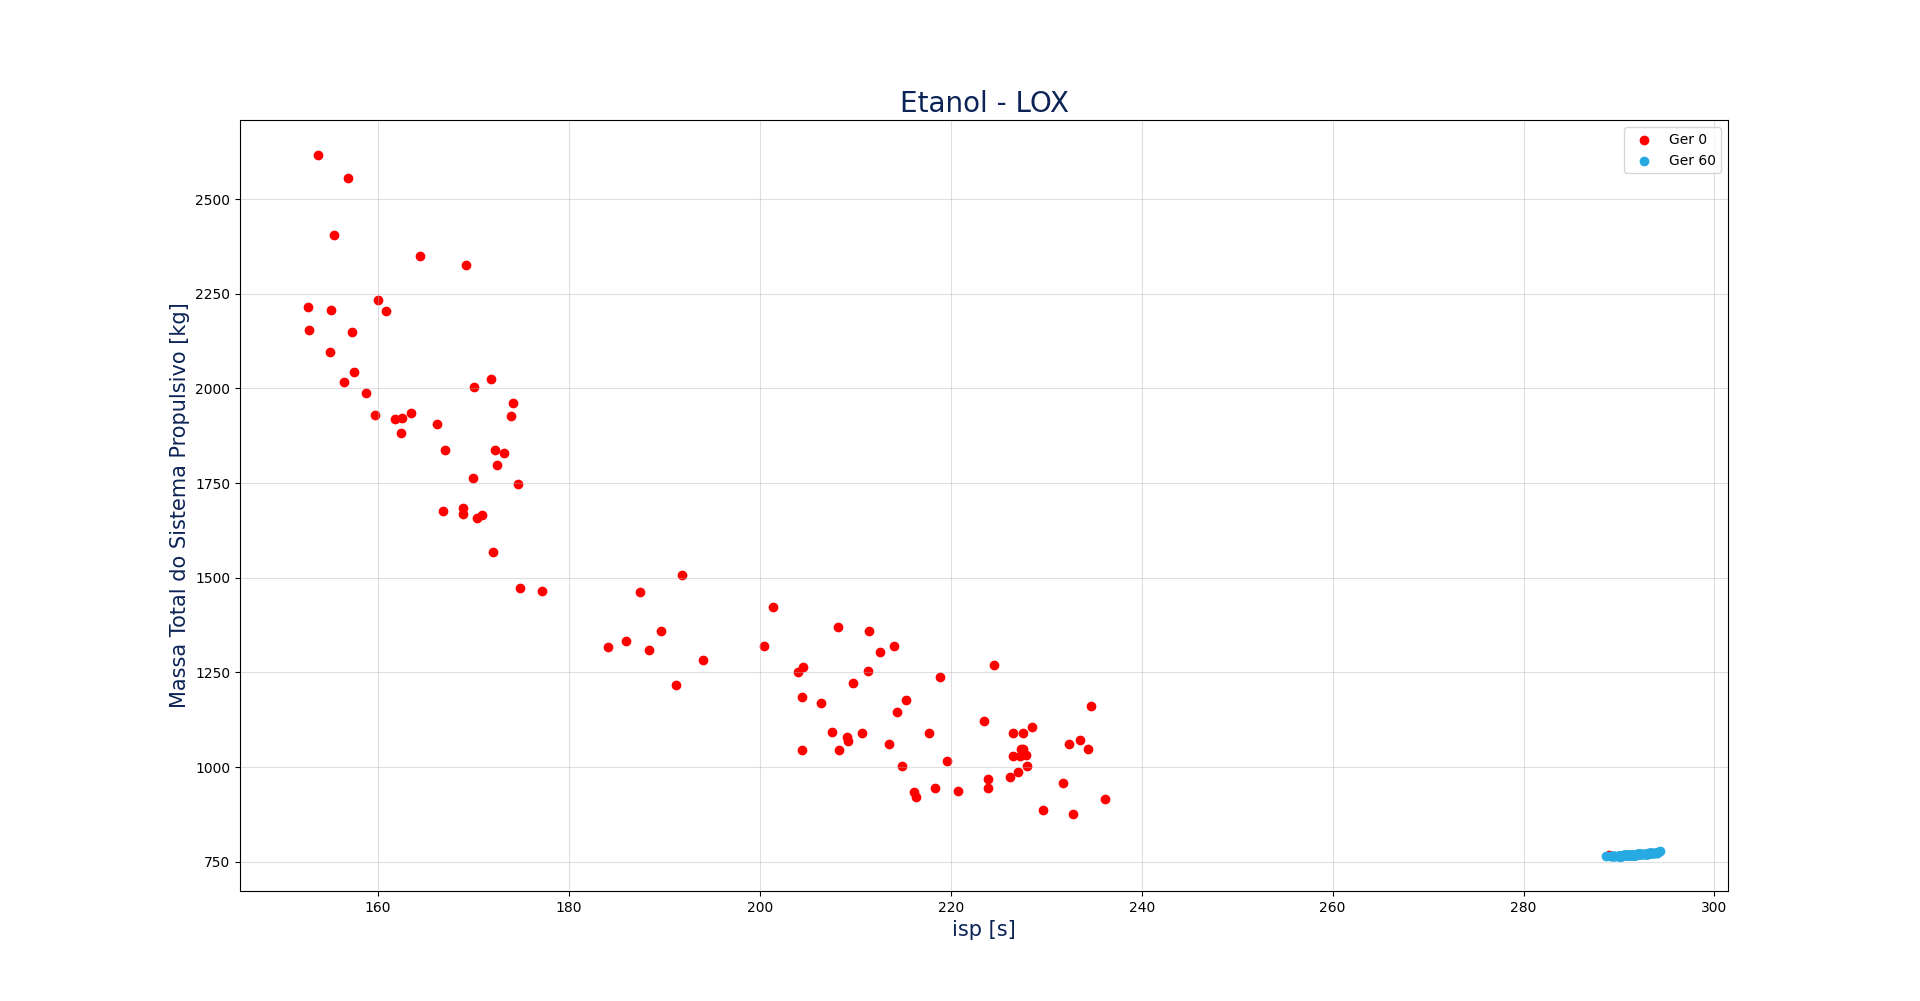 Etanol - LOX
Ger 0
Ger 60
Massa Total do Sistema Propulsivo [kg]
2500
2250
2000
1750
1500
1250
1000
750
160 180 200 220 240 260 280 300
isp [s]